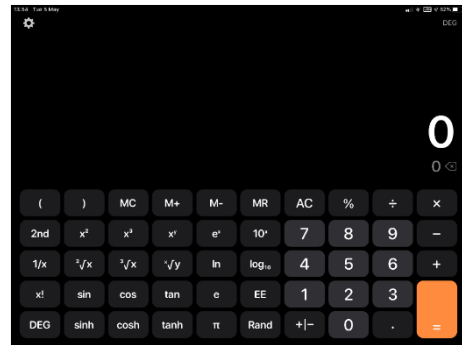 13.56 Tue 5 May 52%
DEG
0
0
( ) MC M+ M- MR AC % ÷ ×
2nd x² x³ xʸ eˣ 10ˣ 7 8 9 −
1/x ²√x ³√x ˣ√y ln log₁₀ 4 5 6 +
x! sin cos tan e EE 1 2 3
DEG sinh cosh tanh π Rand +|− 0 . =